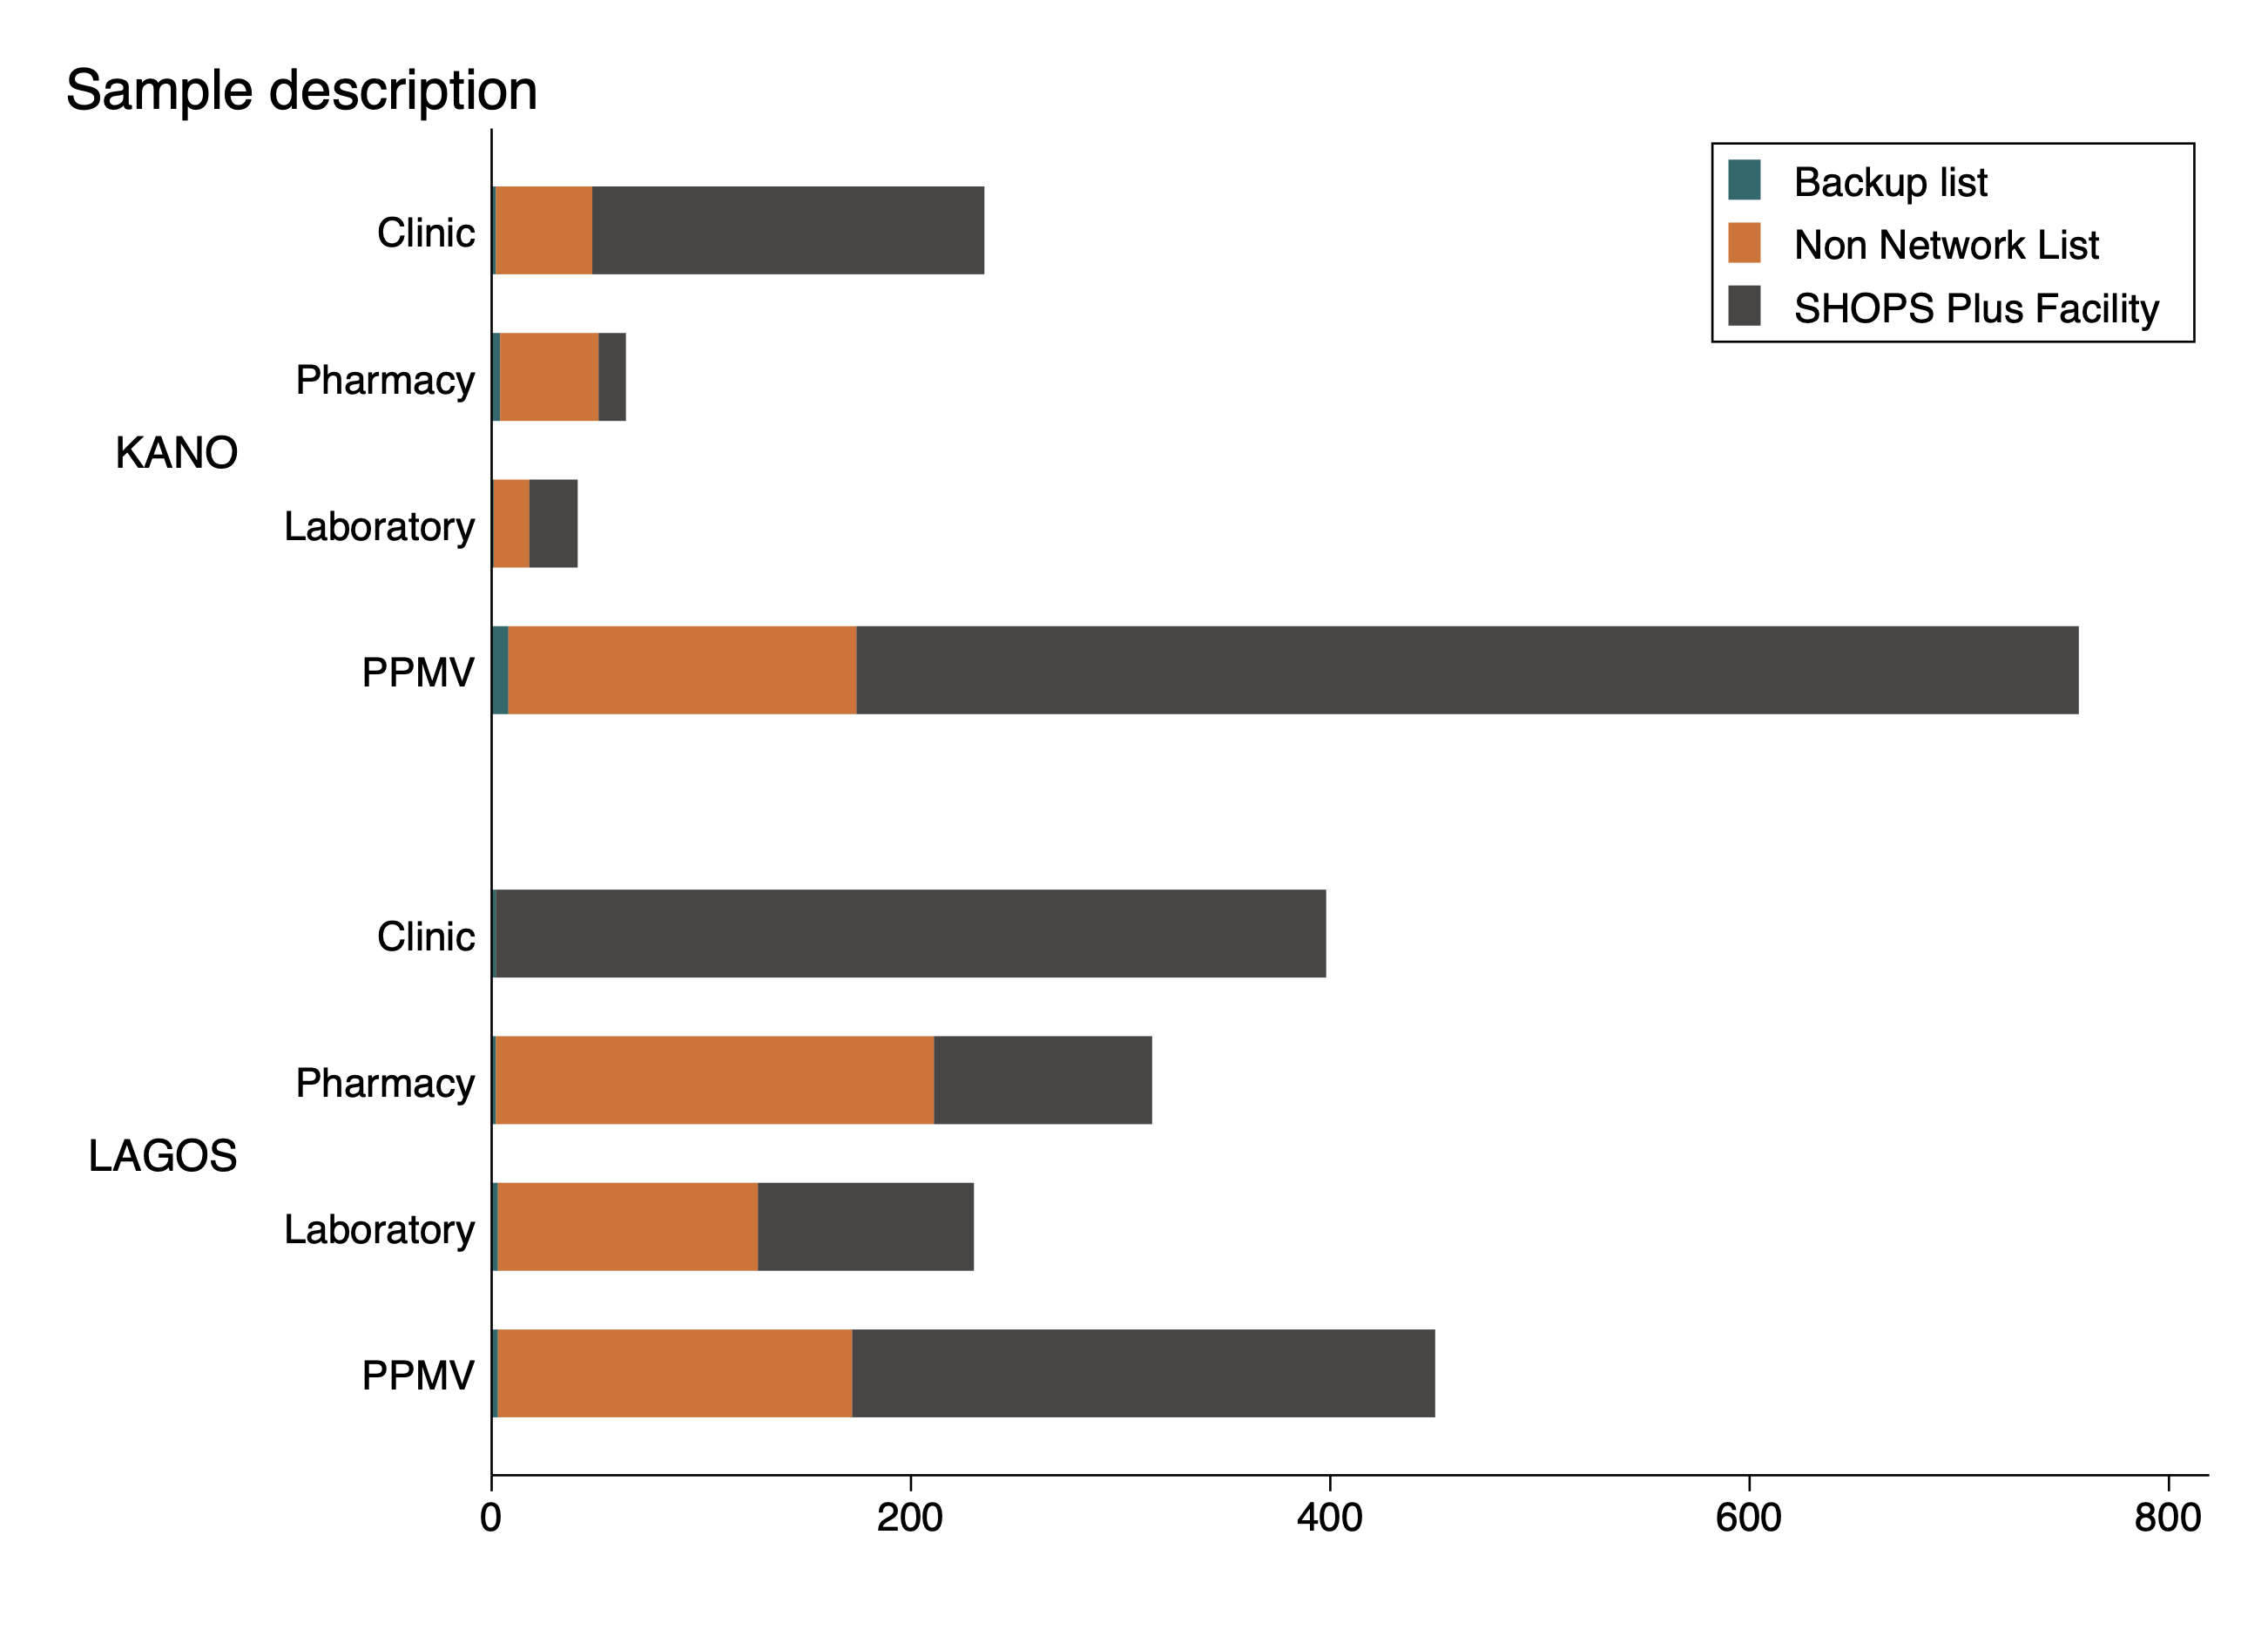 Sample description
Backup list
Non Network List
SHOPS Plus Facility
KANO
Clinic
Pharmacy
Laboratory
PPMV
LAGOS
Clinic
Pharmacy
Laboratory
PPMV
0 200 400 600 800